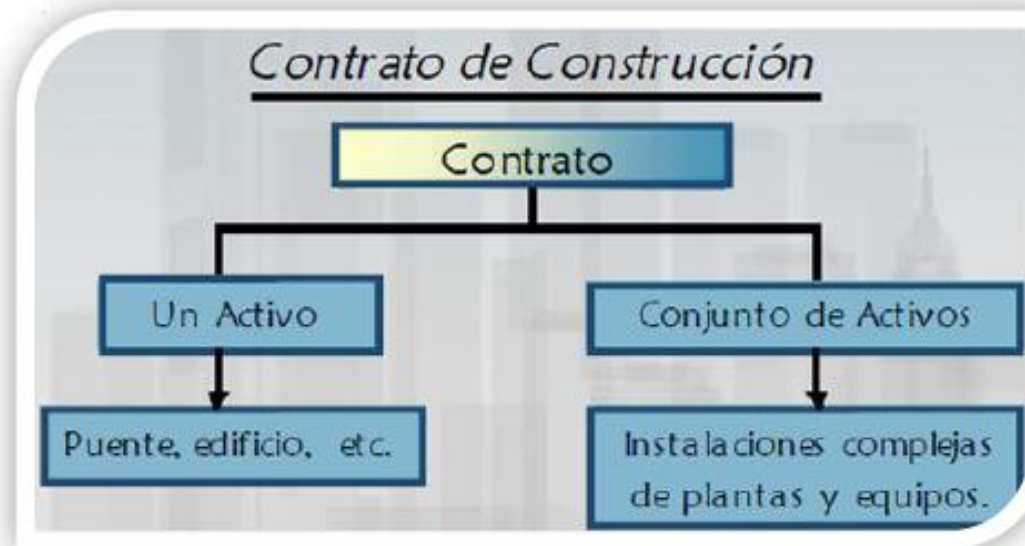 Contrato de Construcción
Contrato
Un Activo
Conjunto de Activos
Puente, edificio, etc.
Instalaciones complejas
de plantas y equipos.